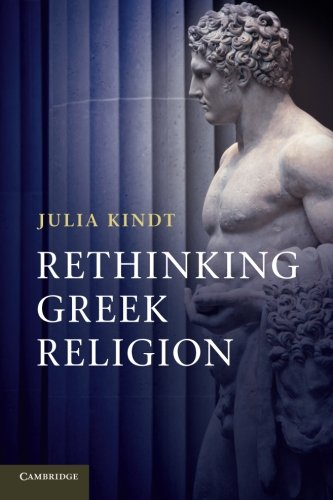 JULIA KINDT
RETHINKING
GREEK
RELIGION
CAMBRIDGE